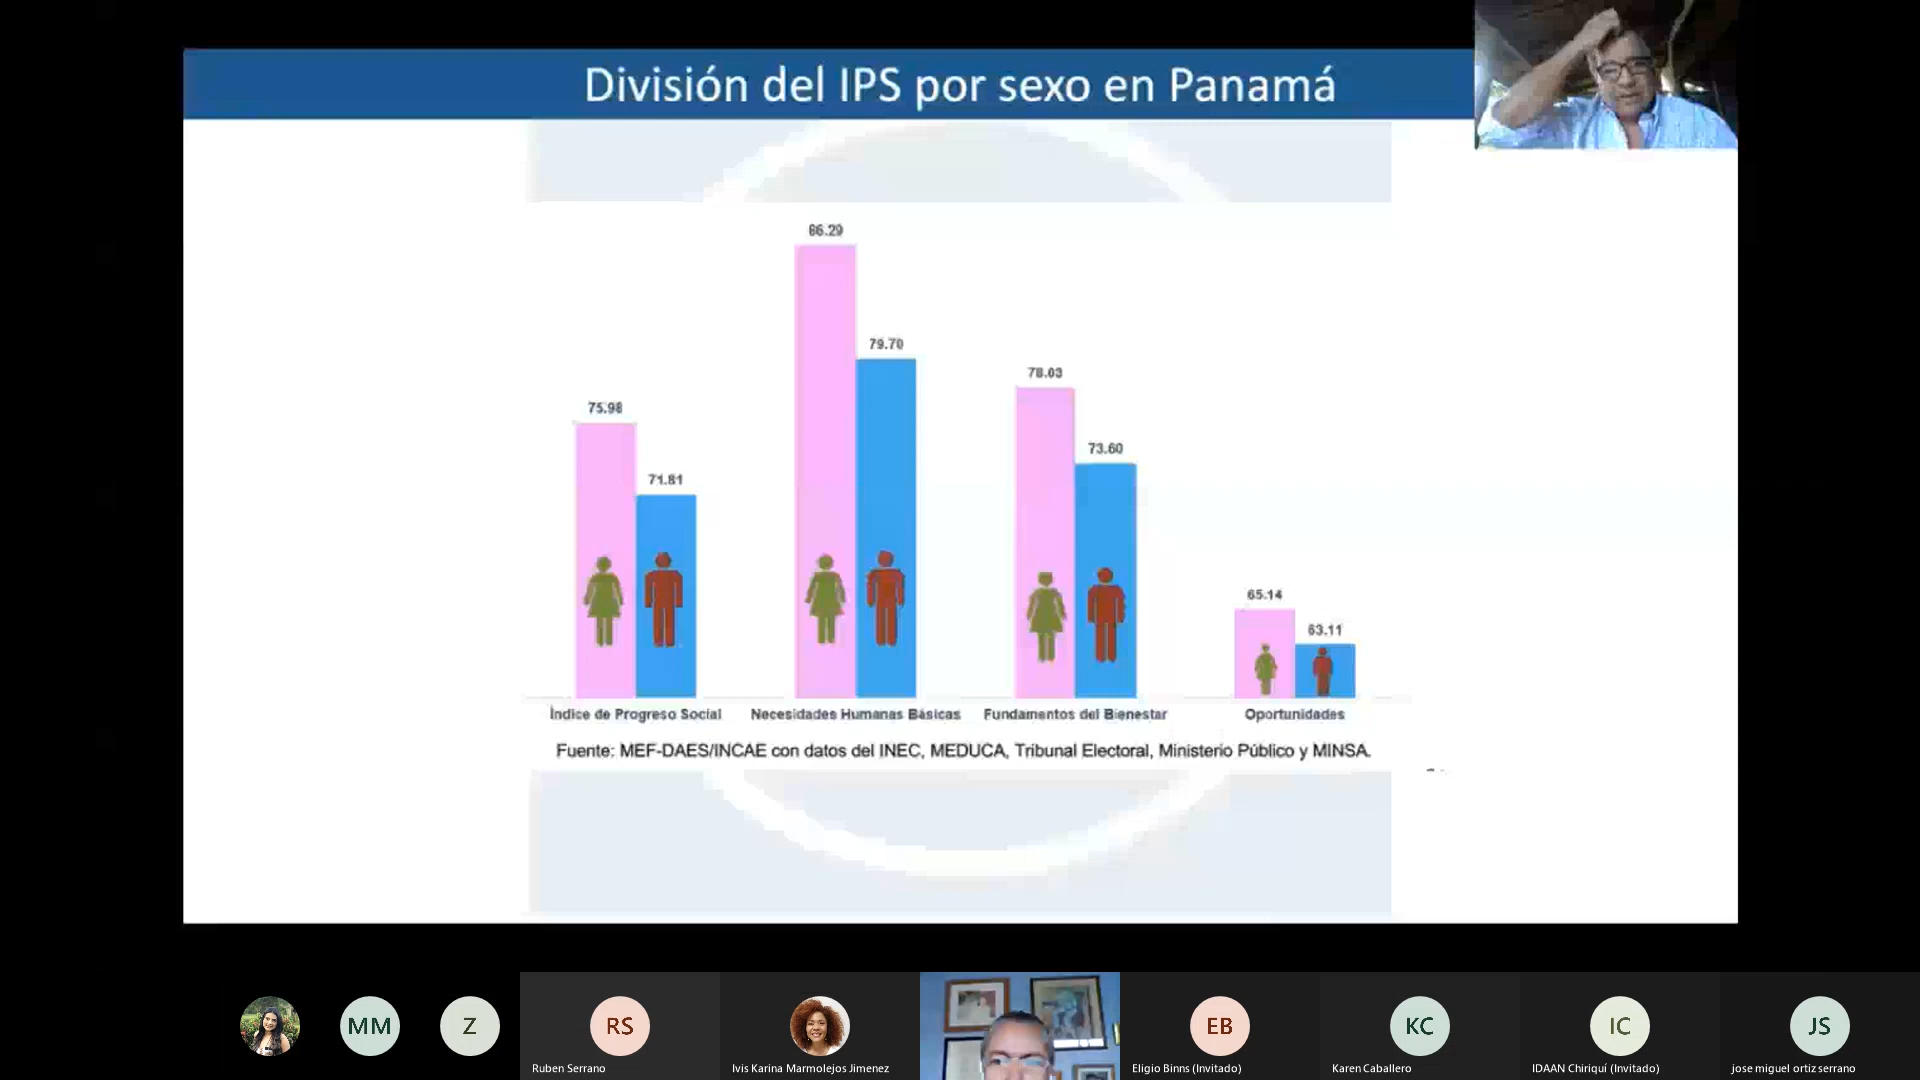 División del IPS por sexo en Panamá
86.29
79.70
78.03
75.98
73.60
71.81
65.14
63.11
Índice de Progreso Social
Necesidades Humanas Básicas
Fundamentos del Bienestar
Oportunidades
Fuente: MEF-DAES/INCAE con datos del INEC, MEDUCA, Tribunal Electoral, Ministerio Público y MINSA.
MM
Z
RS
EB
KC
IC
JS
Ruben Serrano
Ivis Karina Marmolejos Jimenez
Eligio Binns (Invitado)
Karen Caballero
IDAAN Chiriquí (Invitado)
jose miguel ortiz serrano